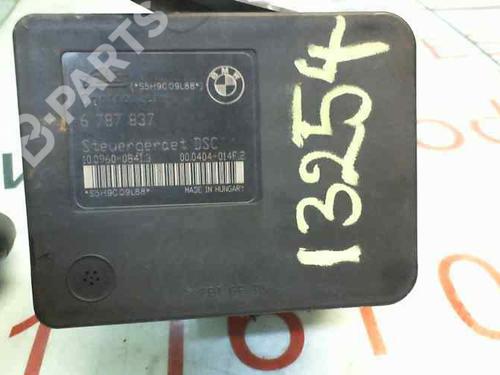 (*S5H9C09L88*)
BMW
6 787 837
Steuergeraet DSC
10.0960-0841.3 00.0404-014F.2
*S5H9C09L88*
MADE IN HUNGARY
13254
B-PARTS